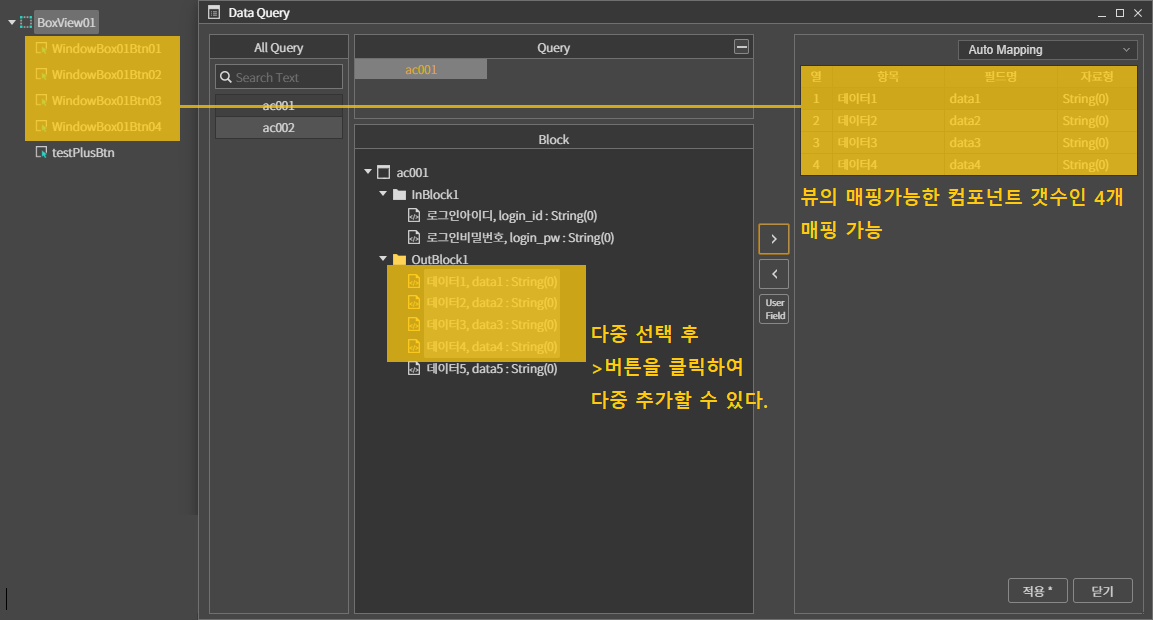 BoxView01
WindowBox01Btn01
WindowBox01Btn02
WindowBox01Btn03
WindowBox01Btn04
testPlusBtn
Data Query
All Query
Search Text
ac001
ac002
Query
ac001
Block
ac001
InBlock1
로그인아이디, login_id : String(0)
로그인비밀번호, login_pw : String(0)
OutBlock1
데이터1, data1 : String(0)
데이터2, data2 : String(0)
데이터3, data3 : String(0)
데이터4, data4 : String(0)
데이터5, data5 : String(0)
다중 선택 후
>버튼을 클릭하여
다중 추가할 수 있다.
>
<
User
Field
Auto Mapping
열 항목 필드명 자료형
1 데이터1 data1 String(0)
2 데이터2 data2 String(0)
3 데이터3 data3 String(0)
4 데이터4 data4 String(0)
뷰의 매핑가능한 컴포넌트 갯수인 4개
매핑 가능
적용 *
닫기